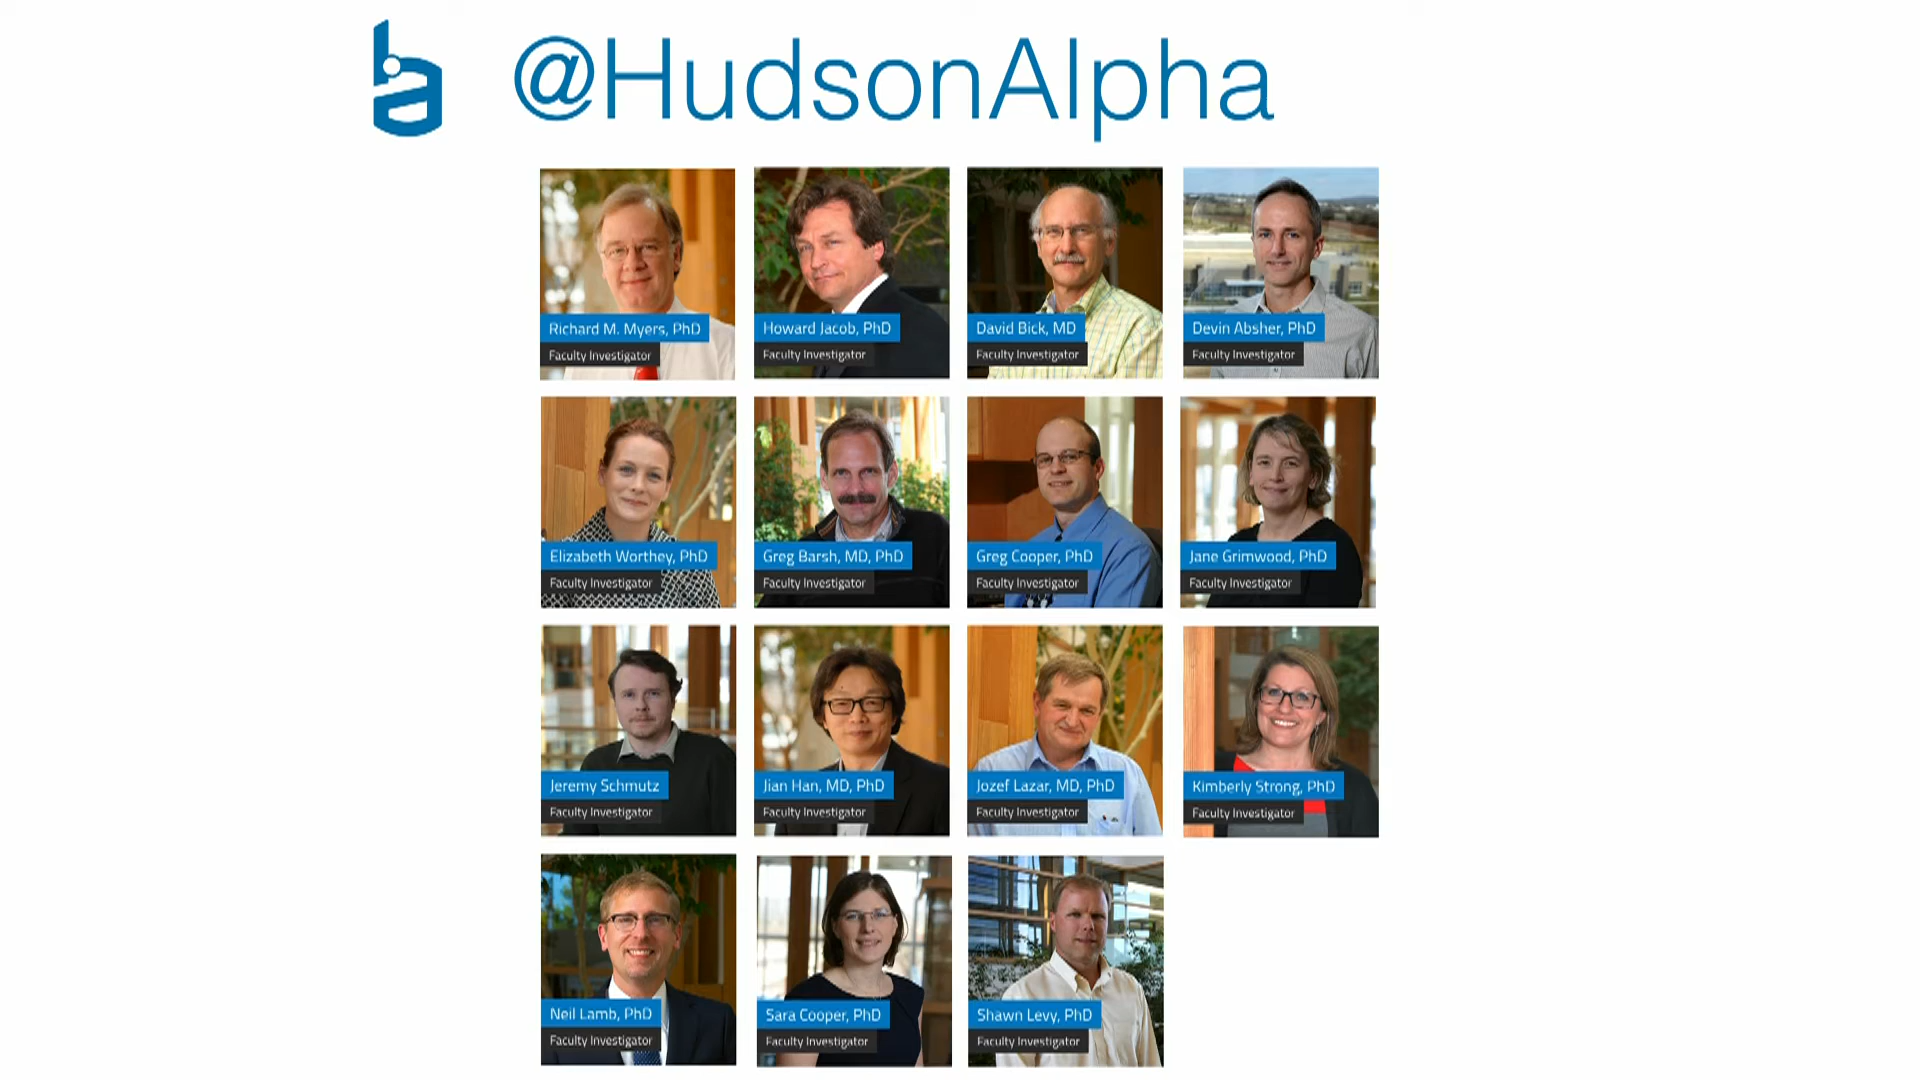 @HudsonAlpha
Richard M. Myers, PhD
Faculty Investigator
Howard Jacob, PhD
Faculty Investigator
David Bick, MD
Faculty Investigator
Devin Absher, PhD
Faculty Investigator
Elizabeth Worthey, PhD
Faculty Investigator
Greg Barsh, MD, PhD
Faculty Investigator
Greg Cooper, PhD
Faculty Investigator
Jane Grimwood, PhD
Faculty Investigator
Jeremy Schmutz
Faculty Investigator
Jian Han, MD, PhD
Faculty Investigator
Jozef Lazar, MD, PhD
Faculty Investigator
Kimberly Strong, PhD
Faculty Investigator
Neil Lamb, PhD
Faculty Investigator
Sara Cooper, PhD
Faculty Investigator
Shawn Levy, PhD
Faculty Investigator